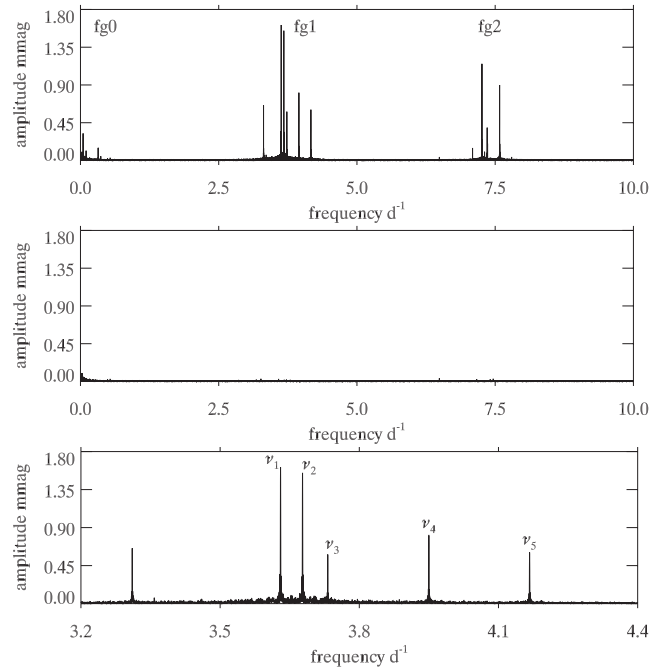 amplitude mmag
1.80
1.35
0.90
0.45
0.00
fg0
fg1
fg2
0.0
2.5
5.0
7.5
10.0
frequency d⁻¹
amplitude mmag
1.80
1.35
0.90
0.45
0.00
0.0
2.5
5.0
7.5
10.0
frequency d⁻¹
amplitude mmag
1.80
1.35
0.90
0.45
0.00
ν₁
ν₂
ν₃
ν₄
ν₅
3.2
3.5
3.8
4.1
4.4
frequency d⁻¹